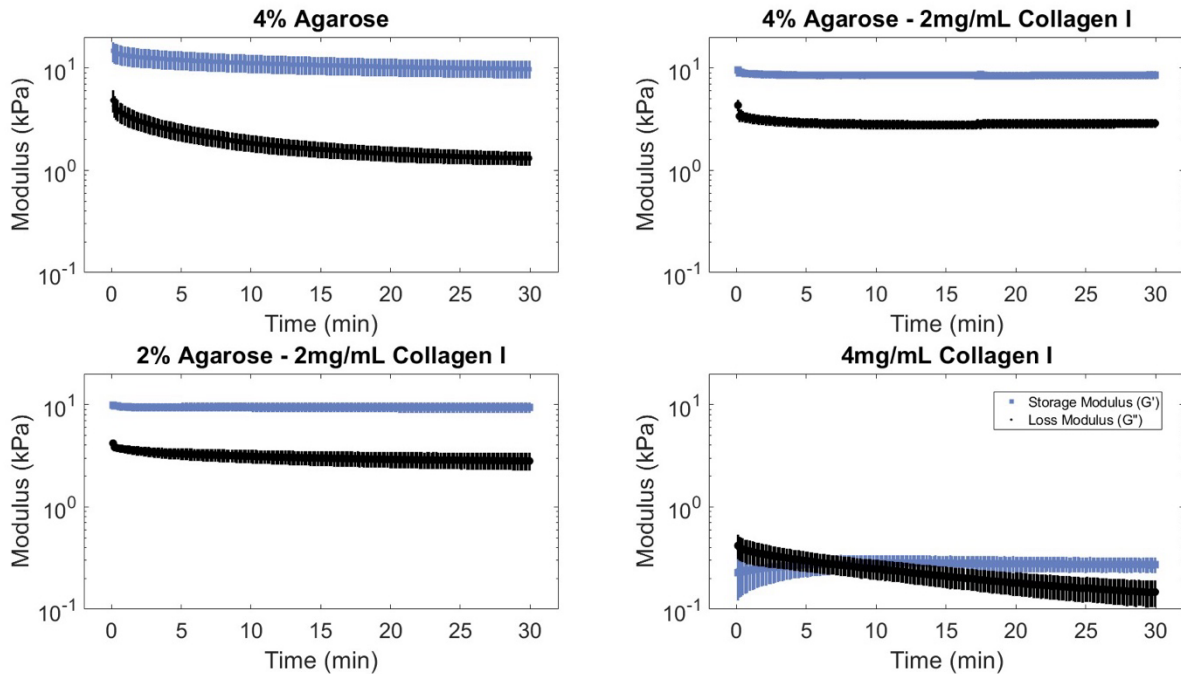 4% Agarose
Modulus (kPa)
10^1
10^0
10^-1
0 5 10 15 20 25 30
Time (min)
4% Agarose - 2mg/mL Collagen I
Modulus (kPa)
10^1
10^0
10^-1
0 5 10 15 20 25 30
Time (min)
2% Agarose - 2mg/mL Collagen I
Modulus (kPa)
10^1
10^0
10^-1
0 5 10 15 20 25 30
Time (min)
4mg/mL Collagen I
Modulus (kPa)
10^1
10^0
10^-1
Storage Modulus (G')
Loss Modulus (G")
0 5 10 15 20 25 30
Time (min)